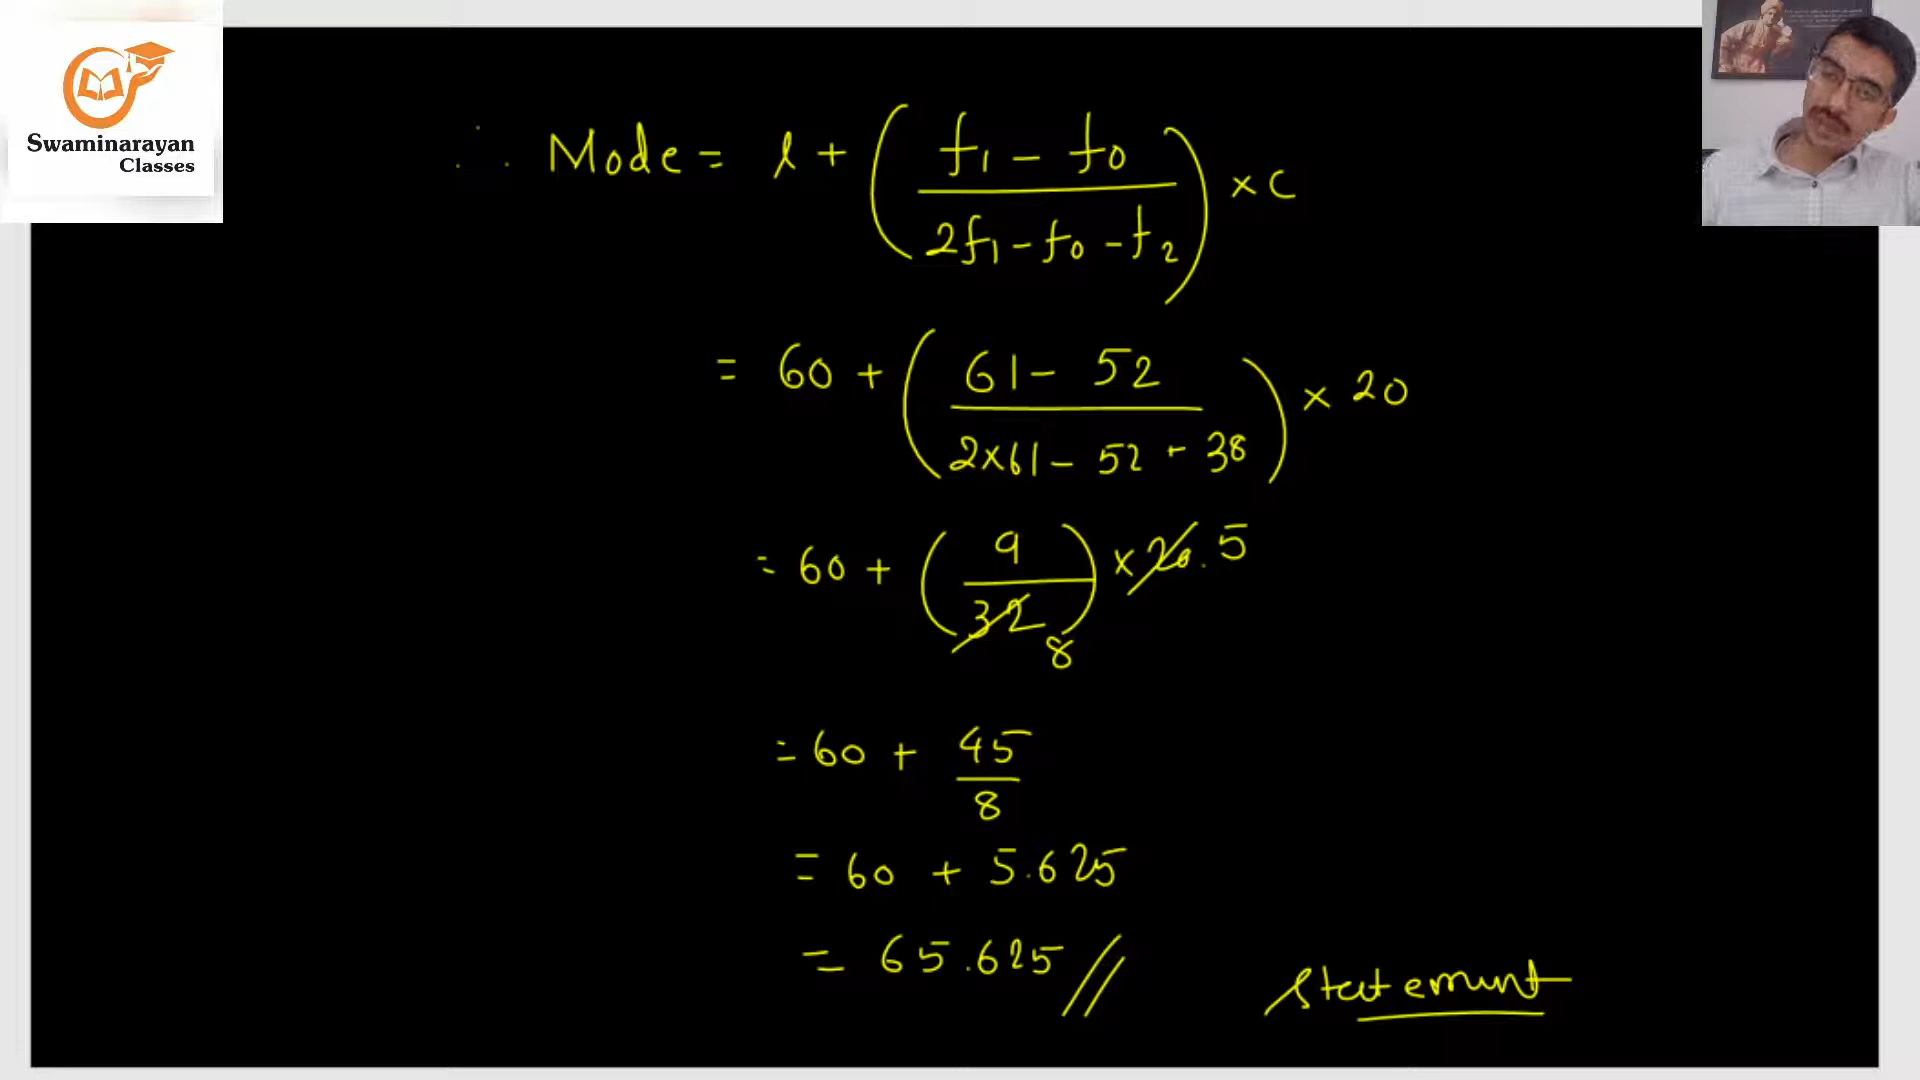 Swaminarayan
Classes
∴ Mode = l + ( f1 - f0 / 2f1 - f0 - f2 ) × c
= 60 + ( 61 - 52 / 2×61 - 52 - 38 ) × 20
= 60 + ( 9 / 32 8 ) × 20 . 5
= 60 + 45 / 8
= 60 + 5.625
= 65.625 //
Statement